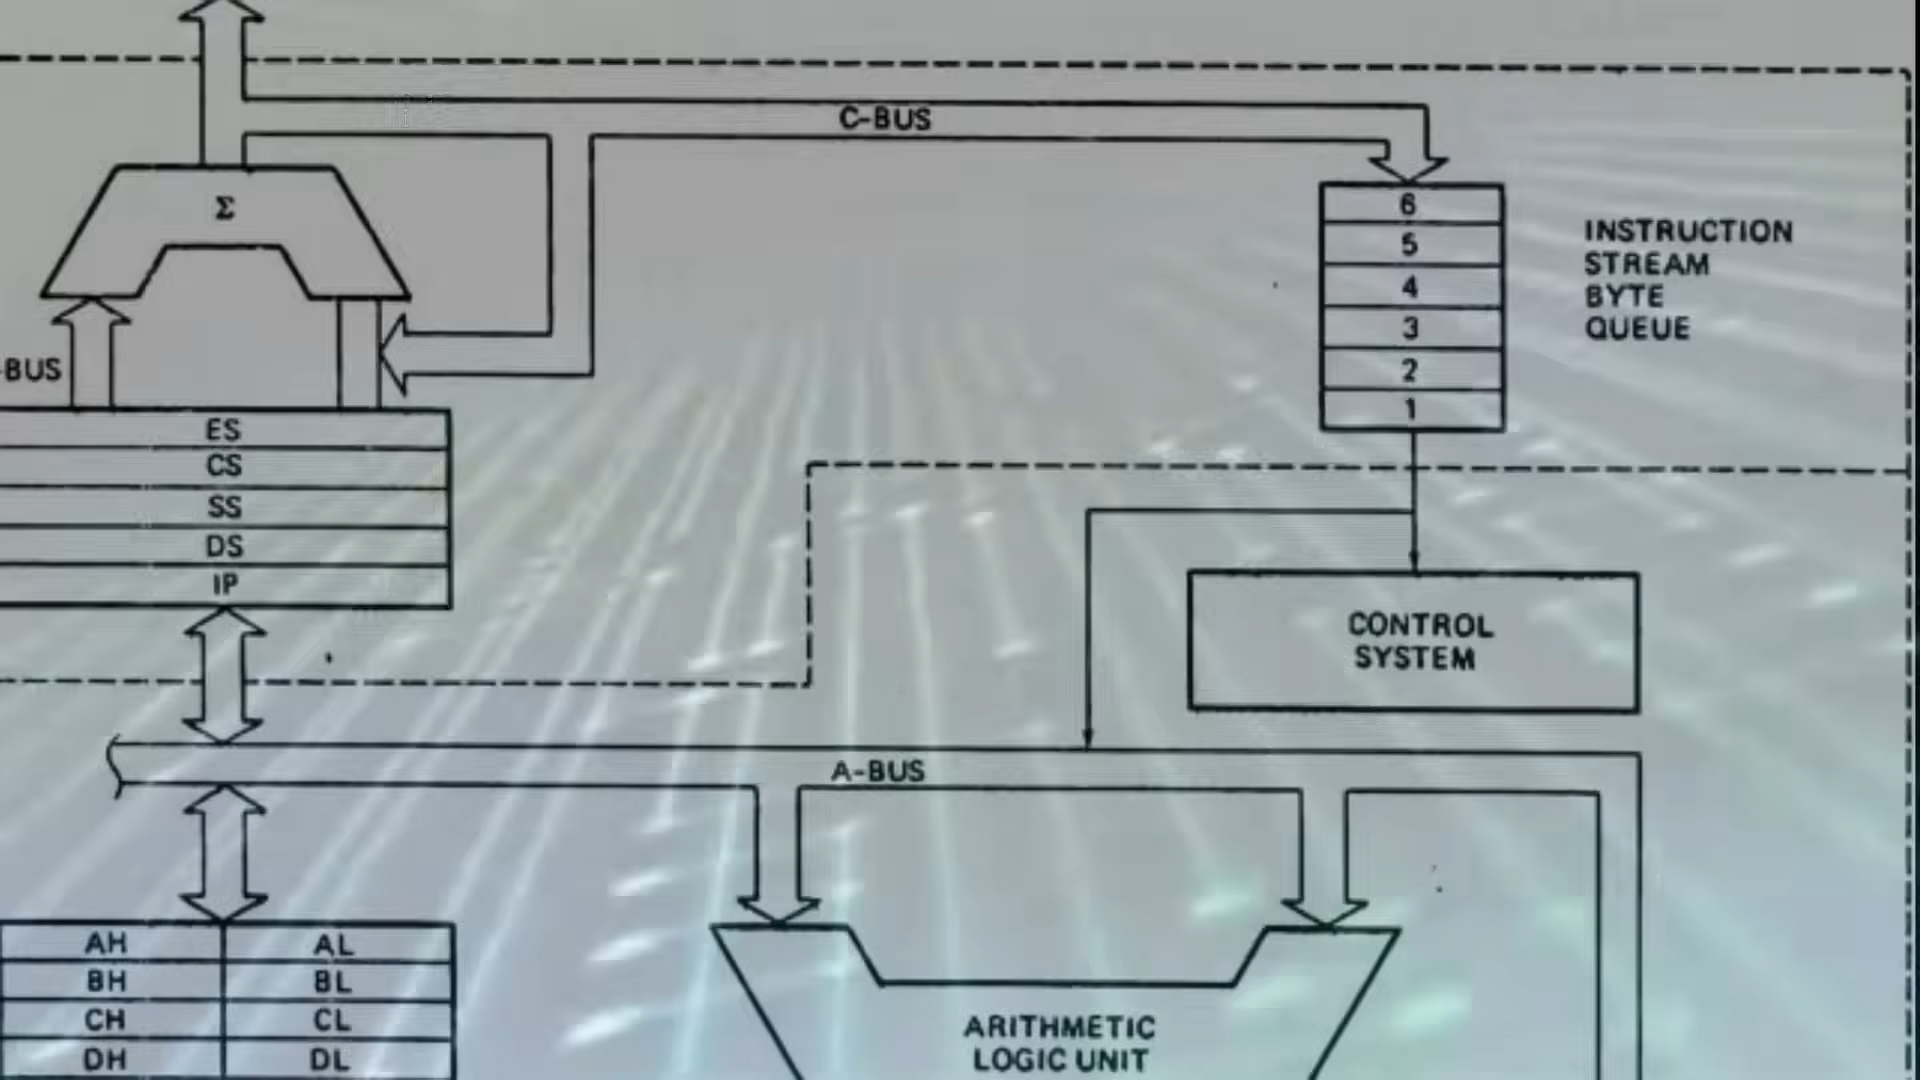 C-BUS
Σ
6
5
4
3
2
1
INSTRUCTION
STREAM
BYTE
QUEUE
-BUS
ES
CS
SS
DS
IP
CONTROL
SYSTEM
A-BUS
AH AL
BH BL
CH CL
DH DL
ARITHMETIC
LOGIC UNIT